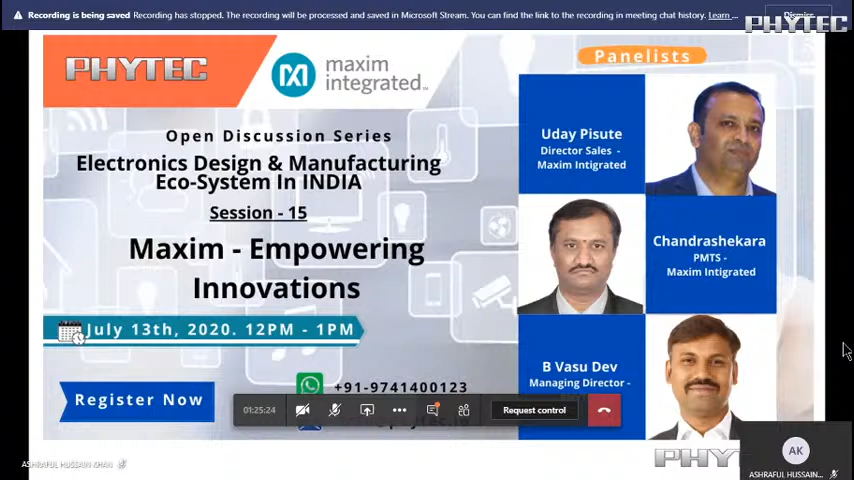 Recording is being saved Recording has stopped. The recording will be processed and saved in Microsoft Stream. You can find the link to the recording in meeting chat history. Learn ... Dismiss
PHYTEC
PHYTEC
maxim
integrated™
Open Discussion Series
Electronics Design & Manufacturing
Eco-System In INDIA
Session - 15
Maxim - Empowering
Innovations
July 13th, 2020. 12PM - 1PM
Register Now
+91-9741400123
Panelists
Uday Pisute
Director Sales -
Maxim Intigrated
Chandrashekara
PMTS -
Maxim Intigrated
B Vasu Dev
Managing Director -
01:25:24
Request control
AK
ASHRAFUL HUSSAIN...
ASHRAFUL HUSSAIN KHAN